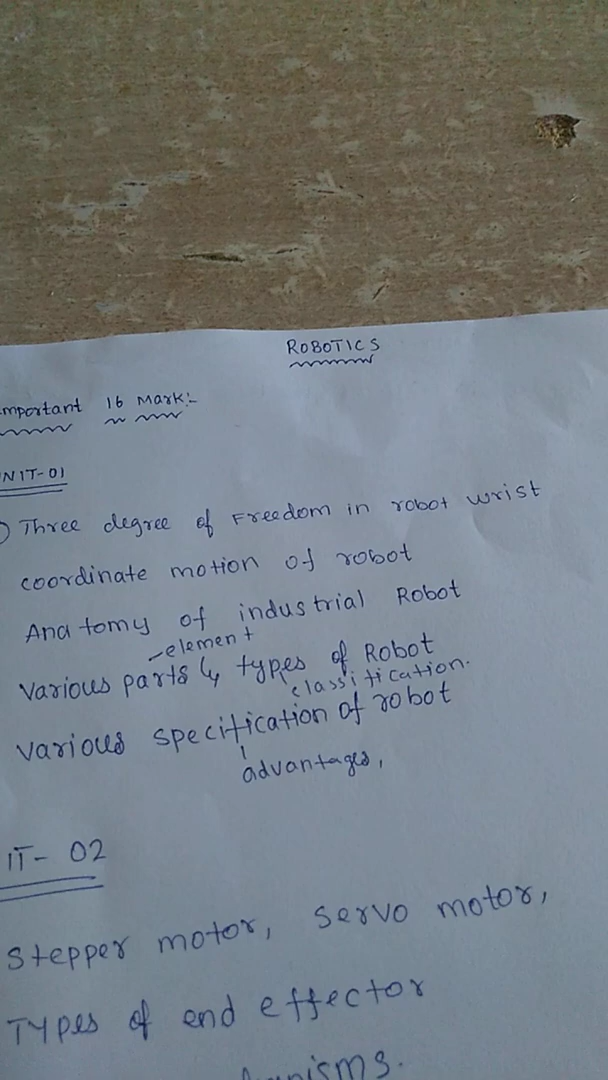 ROBOTICS
mportant 16 Mark:-
NIT-01
Three degree of Freedom in robot wrist
coordinate motion of robot
Anatomy of industrial Robot
element
Various parts & types of Robot
classification.
Various specification of robot
advantages,
IT- 02
Stepper motor, servo motor,
Types of end effector